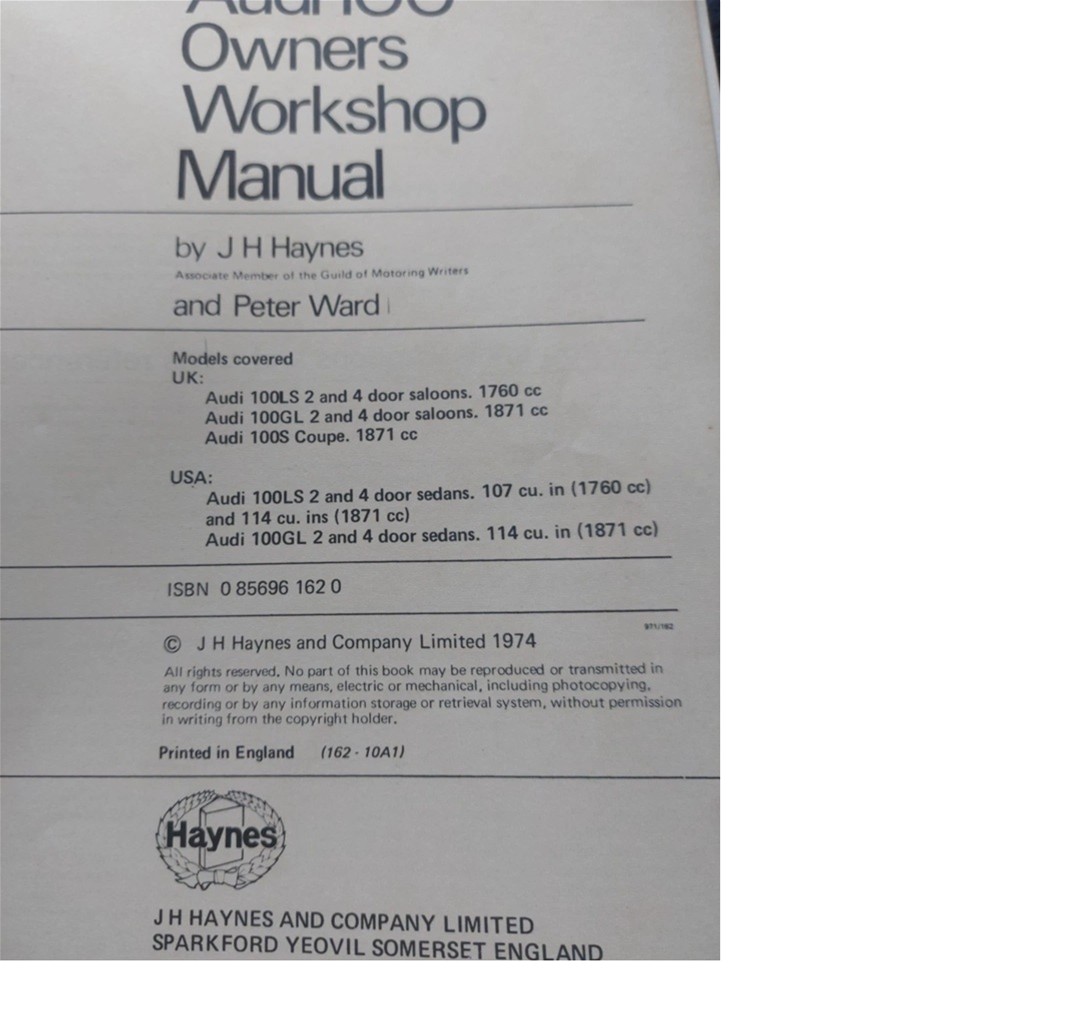 Audi 100
Owners
Workshop
Manual
by J H Haynes
Associate Member of the Guild of Motoring Writers
and Peter Ward
Models covered
UK:
Audi 100LS 2 and 4 door saloons. 1760 cc
Audi 100GL 2 and 4 door saloons. 1871 cc
Audi 100S Coupe. 1871 cc
USA:
Audi 100LS 2 and 4 door sedans. 107 cu. in (1760 cc)
and 114 cu. ins (1871 cc)
Audi 100GL 2 and 4 door sedans. 114 cu. in (1871 cc)
ISBN 0 85696 162 0
971/162
© J H Haynes and Company Limited 1974
All rights reserved. No part of this book may be reproduced or transmitted in
any form or by any means, electric or mechanical, including photocopying,
recording or by any information storage or retrieval system, without permission
in writing from the copyright holder.
Printed in England (162 - 10A1)
Haynes
J H HAYNES AND COMPANY LIMITED
SPARKFORD YEOVIL SOMERSET ENGLAND